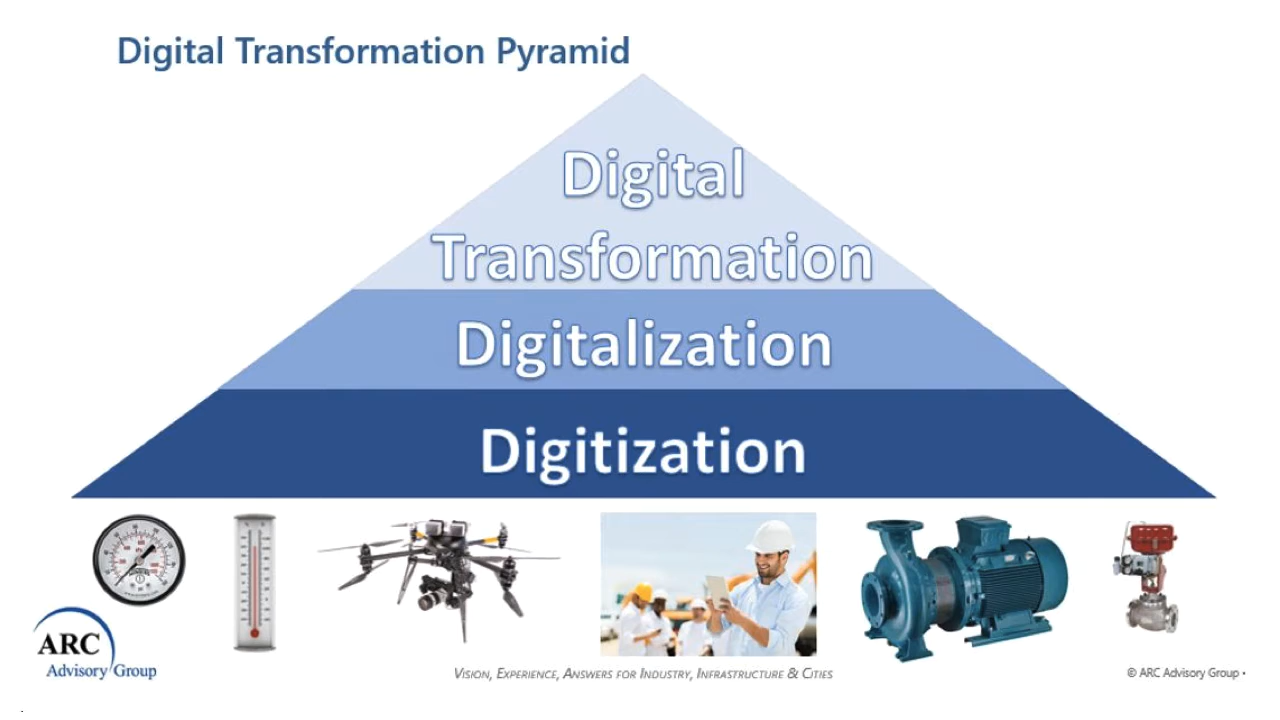 Digital Transformation Pyramid
Digital
Transformation
Digitalization
Digitization
ARC
Advisory Group
VISION, EXPERIENCE, ANSWERS FOR INDUSTRY, INFRASTRUCTURE & CITIES
© ARC Advisory Group •